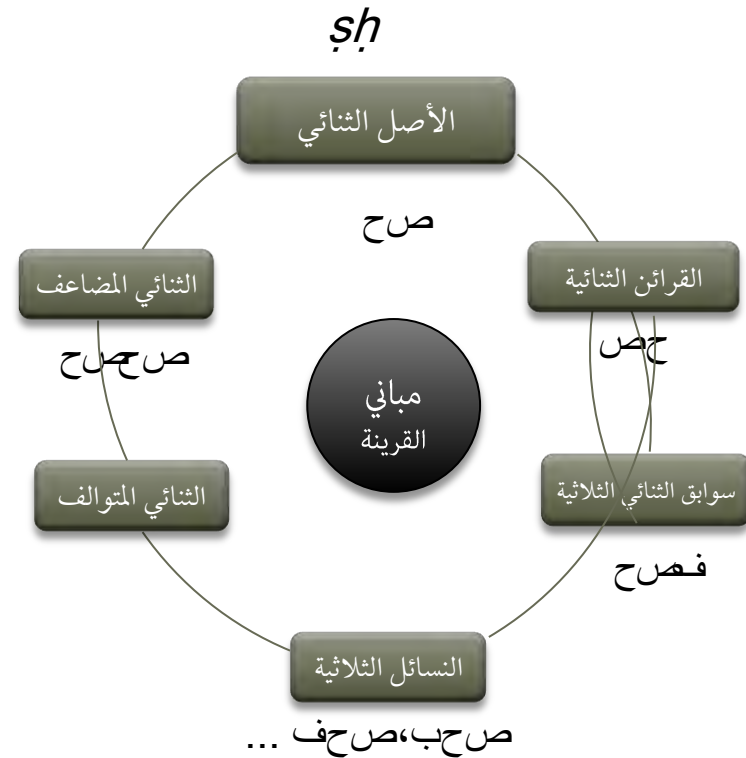 ṣḥ
الأصل الثنائي
صح
القرائن الثنائية
حص
سوابق الثنائي الثلاثية
فصح
النسائل الثلاثية
صحب،صحف ...
الثنائي المتوالف
الثنائي المضاعف
صحصح
مباني
القرينة